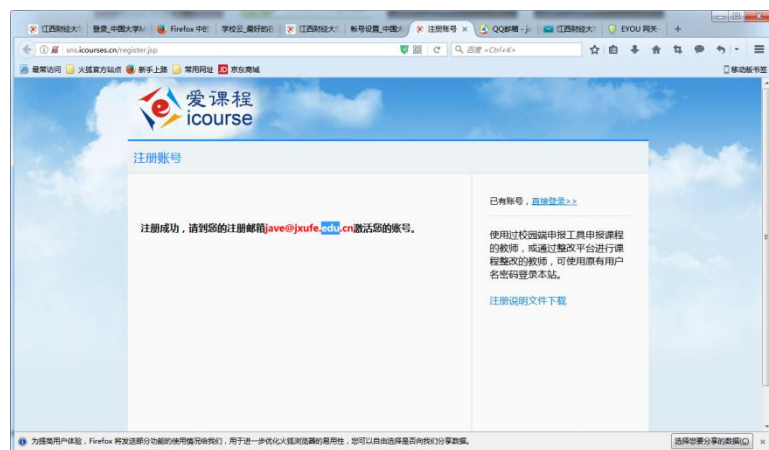 江西财经大学
登录_中国大学M
Firefox 中的
学校云_最好的在
江西财经大学
帐号设置_中国大
注册账号
QQ邮箱 - jo
江西财经大学
EYOU 网关
sns.icourses.cn/register.jsp
百度 <Ctrl+K>
最常访问 火狐官方站点 新手上路 常用网址 JD 京东商城
移动版书签
爱课程
icourse
注册账号
注册成功，请到您的注册邮箱jave@jxufe.edu.cn激活您的账号。
已有账号，直接登录>>
使用过校园端申报工具申报课程
的教师，或通过整改平台进行课
程整改的教师，可使用原有用户
名密码登录本站。
注册说明文件下载
为提高用户体验，Firefox 将发送部分功能的使用情况给我们，用于进一步优化火狐浏览器的易用性，您可以自由选择是否向我们分享数据。
选择您要分享的数据(C)